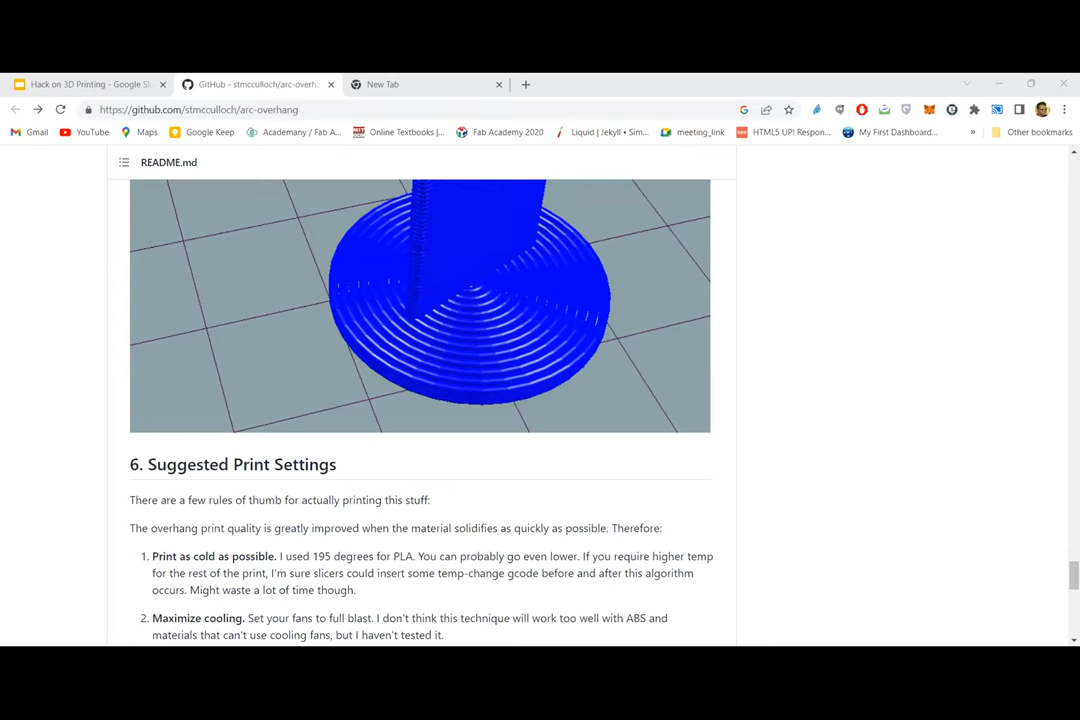 Hack on 3D Printing - Google Sli
GitHub - stmcculloch/arc-overha
New Tab
https://github.com/stmcculloch/arc-overhang
Gmail
YouTube
Maps
Google Keep
Academany / Fab A...
Online Textbooks |...
Fab Academy 2020
Liquid | Jekyll • Sim...
meeting_link
HTML5 UP! Respon...
My First Dashboard...
»
Other bookmarks
README.md
6. Suggested Print Settings
There are a few rules of thumb for actually printing this stuff:
The overhang print quality is greatly improved when the material solidifies as quickly as possible. Therefore:
1. Print as cold as possible. I used 195 degrees for PLA. You can probably go even lower. If you require higher temp
for the rest of the print, I'm sure slicers could insert some temp-change gcode before and after this algorithm
occurs. Might waste a lot of time though.
2. Maximize cooling. Set your fans to full blast. I don't think this technique will work too well with ABS and
materials that can't use cooling fans, but I haven't tested it.